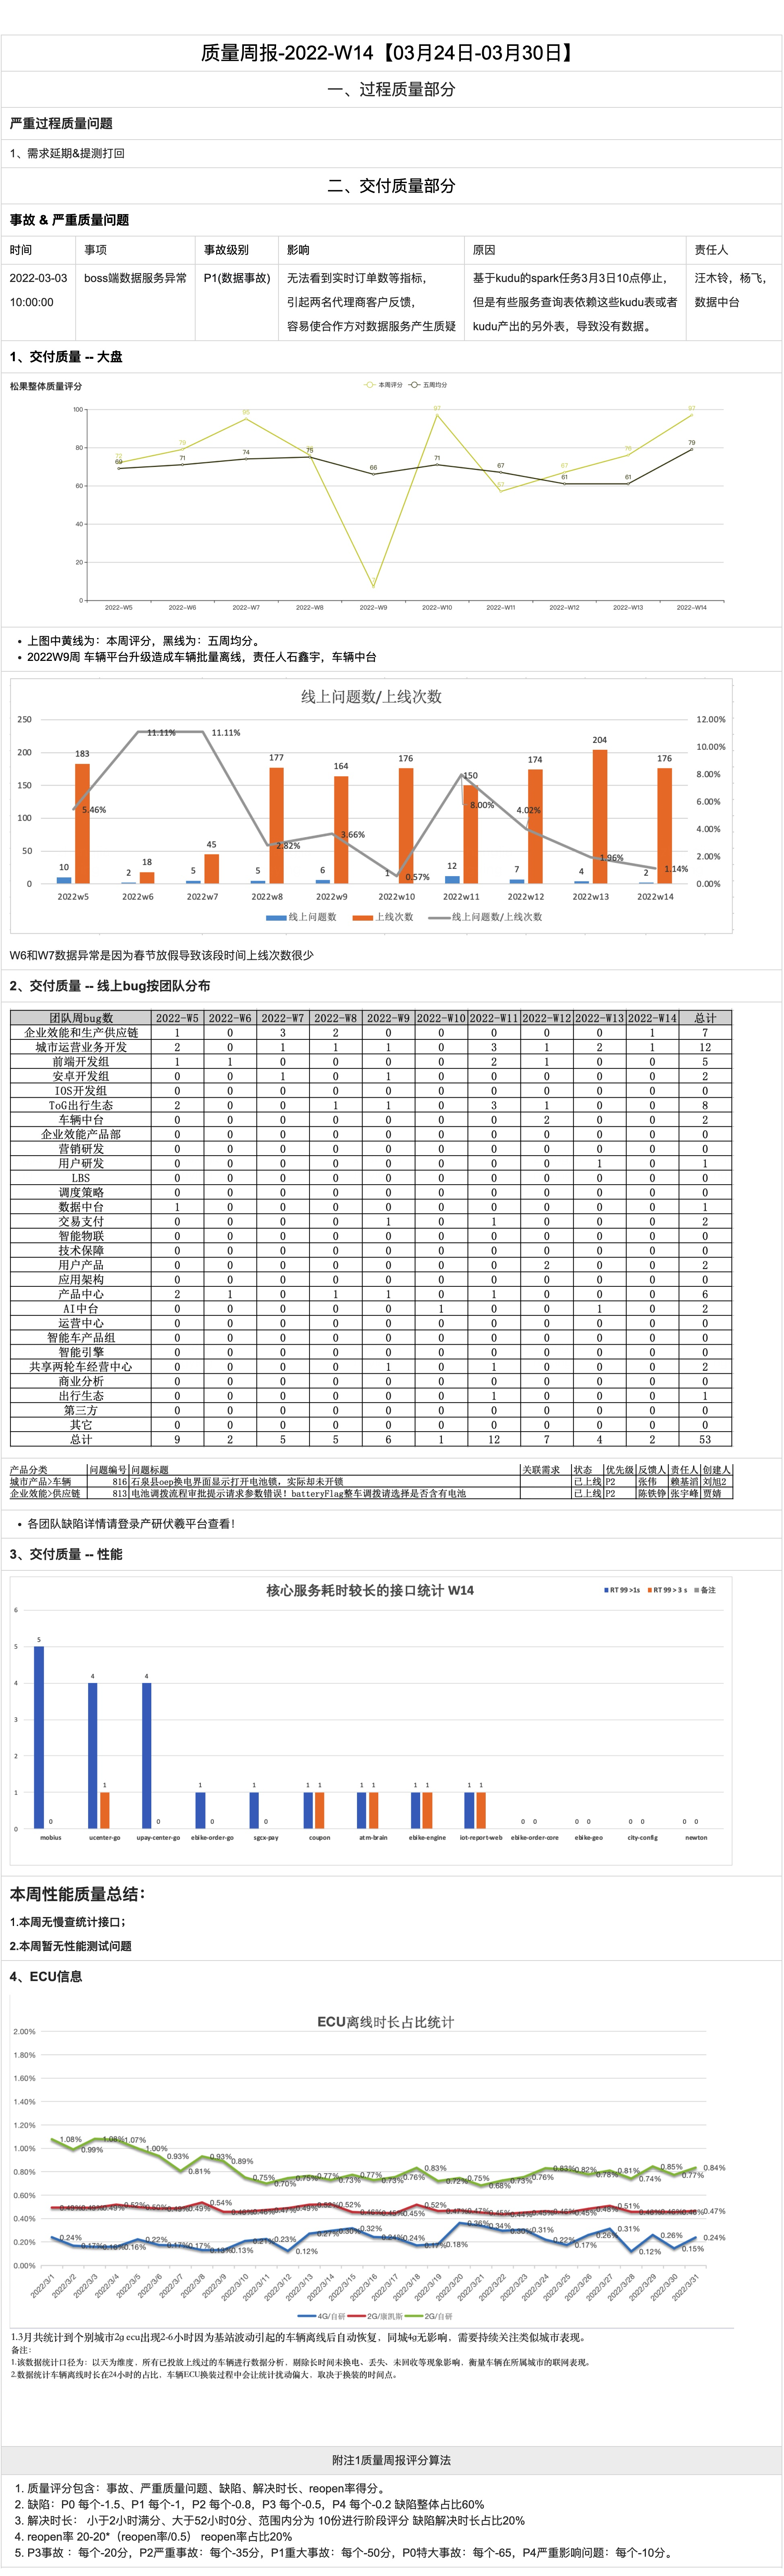 质量周报-2022-W14【03月24日-03月30日】
一、过程质量部分
严重过程质量问题
1、需求延期&提测打回
二、交付质量部分
事故 & 严重质量问题
时间 事项 事故级别 影响 原因 责任人
2022-03-03 boss端数据服务异常 P1(数据事故) 无法看到实时订单数等指标, 基于kudu的spark任务3月3日10点停止, 汪木铃，杨飞，
10:00:00 引起两名代理商客户反馈, 但是有些服务查询表依赖这些kudu表或者 数据中台
容易使合作方对数据服务产生质疑 kudu产出的另外表，导致没有数据。
1、交付质量 -- 大盘
松果整体质量评分
本周评分 五周均分
100
80
60
40
20
0
72 79 95 76 97 57 67 76 97
69 71 74 75 66 71 67 61 61 79
2022-W5 2022-W6 2022-W7 2022-W8 2022-W9 2022-W10 2022-W11 2022-W12 2022-W13 2022-W14
• 上图中黄线为：本周评分，黑线为：五周均分。
• 2022W9周 车辆平台升级造成车辆批量离线，责任人石鑫宇，车辆中台
线上问题数/上线次数
250 200 150 100 50 0
12.00% 10.00% 8.00% 6.00% 4.00% 2.00% 0.00%
183 18 45 177 164 176 150 174 204 176
10 2 5 5 6 1 12 7 4 2
5.46% 11.11% 11.11% 2.82% 3.66% 0.57% 8.00% 4.02% 1.96% 1.14%
2022w5 2022w6 2022w7 2022w8 2022w9 2022w10 2022w11 2022w12 2022w13 2022w14
线上问题数 上线次数 线上问题数/上线次数
W6和W7数据异常是因为春节放假导致该段时间上线次数很少
2、交付质量 -- 线上bug按团队分布
团队周bug数 2022-W5 2022-W6 2022-W7 2022-W8 2022-W9 2022-W10 2022-W11 2022-W12 2022-W13 2022-W14 总计
企业效能和生产供应链 1 0 3 2 0 0 0 0 0 1 7
城市运营业务开发 2 0 1 1 1 0 3 1 2 1 12
前端开发组 1 1 0 0 0 0 2 1 0 0 5
安卓开发组 0 0 1 0 1 0 0 0 0 0 2
IOS开发组 0 0 0 0 0 0 0 0 0 0 0
ToG出行生态 2 0 0 1 1 0 3 1 0 0 8
车辆中台 0 0 0 0 0 0 0 2 0 0 2
企业效能产品部 0 0 0 0 0 0 0 0 0 0 0
营销研发 0 0 0 0 0 0 0 0 0 0 0
用户研发 0 0 0 0 0 0 0 0 1 0 1
LBS 0 0 0 0 0 0 0 0 0 0 0
调度策略 0 0 0 0 0 0 0 0 0 0 0
数据中台 1 0 0 0 0 0 0 0 0 0 1
交易支付 0 0 0 0 1 0 1 0 0 0 2
智能物联 0 0 0 0 0 0 0 0 0 0 0
技术保障 0 0 0 0 0 0 0 0 0 0 0
用户产品 0 0 0 0 0 0 0 2 0 0 2
应用架构 0 0 0 0 0 0 0 0 0 0 0
产品中心 2 1 0 1 1 0 1 0 0 0 6
AI中台 0 0 0 0 0 1 0 0 1 0 2
运营中心 0 0 0 0 0 0 0 0 0 0 0
智能车产品组 0 0 0 0 0 0 0 0 0 0 0
智能引擎 0 0 0 0 0 0 0 0 0 0 0
共享两轮车经营中心 0 0 0 0 1 0 1 0 0 0 2
商业分析 0 0 0 0 0 0 0 0 0 0 0
出行生态 0 0 0 0 0 0 1 0 0 0 1
第三方 0 0 0 0 0 0 0 0 0 0 0
其它 0 0 0 0 0 0 0 0 0 0 0
总计 9 2 5 5 6 1 12 7 4 2 53
产品分类 问题编号 问题标题 关联需求 状态 优先级 反馈人 责任人 创建人
城市产品>车辆 816 石泉县oep换电界面显示打开电池锁，实际却未开锁 已上线 P2 张伟 赖基滔 刘旭2
企业效能>供应链 813 电池调拨流程审批提示请求参数错误！batteryFlag整车调拨请选择是否含有电池 已上线 P2 陈铁铮 张宇峰 贾婧
• 各团队缺陷详情请登录产研伏羲平台查看！
3、交付质量 -- 性能
核心服务耗时较长的接口统计 W14
RT 99 >1s RT 99 > 3 s 备注
6 5 4 3 2 1 0
5 0 4 1 4 0 1 0 1 0 1 1 1 1 1 1 1 1 0 0 0 0 0 0 0 0
mobius ucenter-go upay-center-go ebike-order-go sgcx-pay coupon atm-brain ebike-engine iot-report-web ebike-order-core ebike-geo city-config newton
本周性能质量总结：
1.本周无慢查统计接口；
2.本周暂无性能测试问题
4、ECU信息
ECU离线时长占比统计
2.00%
1.80%
1.60%
1.40%
1.20%
1.00%
0.80%
0.60%
0.40%
0.20%
0.00%
1.08% 0.99% 1.08% 1.07% 1.00% 0.93% 0.81% 0.93% 0.89% 0.75% 0.70% 0.75% 0.77% 0.73% 0.77% 0.73% 0.76% 0.83% 0.72% 0.75% 0.68% 0.73% 0.76% 0.83% 0.82% 0.78% 0.81% 0.74% 0.85% 0.77% 0.84%
0.52% 0.54% 0.52% 0.52% 0.45% 0.52% 0.47% 0.51% 0.47%
0.24% 0.16% 0.22% 0.17% 0.13% 0.23% 0.12% 0.27% 0.32% 0.24% 0.24% 0.17% 0.18% 0.34% 0.31% 0.22% 0.17% 0.26% 0.31% 0.12% 0.26% 0.15% 0.24%
2022/3/1 2022/3/2 2022/3/3 2022/3/4 2022/3/5 2022/3/6 2022/3/7 2022/3/8 2022/3/9 2022/3/10 2022/3/11 2022/3/12 2022/3/13 2022/3/14 2022/3/15 2022/3/16 2022/3/17 2022/3/18 2022/3/19 2022/3/20 2022/3/21 2022/3/22 2022/3/23 2022/3/24 2022/3/25 2022/3/26 2022/3/27 2022/3/28 2022/3/29 2022/3/30 2022/3/31
4G/自研 2G/康凯斯 2G/自研
1.3月共统计到个别城市2g ecu出现2-6小时因为基站波动引起的车辆离线后自动恢复，同城4g无影响，需要持续关注类似城市表现。
备注：
1.该数据统计口径为：以天为维度，所有已投放上线过的车辆进行数据分析，剔除长时间未换电、丢失、未回收等现象影响，衡量车辆在所属城市的联网表现。
2.数据统计车辆离线时长在24小时的占比，车辆ECU换装过程中会让统计扰动偏大，取决于换装的时间点。
附注1质量周报评分算法
1. 质量评分包含：事故、严重质量问题、缺陷、解决时长、reopen率得分。
2. 缺陷：P0 每个-1.5、P1 每个-1，P2 每个-0.8，P3 每个-0.5，P4 每个-0.2 缺陷整体占比60%
3. 解决时长： 小于2小时满分、大于52小时0分、范围内分为 10份进行阶段评分 缺陷解决时长占比20%
4. reopen率 20-20*（reopen率/0.5） reopen率占比20%
5. P3事故 ：每个-20分，P2严重事故：每个-35分，P1重大事故：每个-50分，P0特大事故：每个-65，P4严重影响问题：每个-10分。